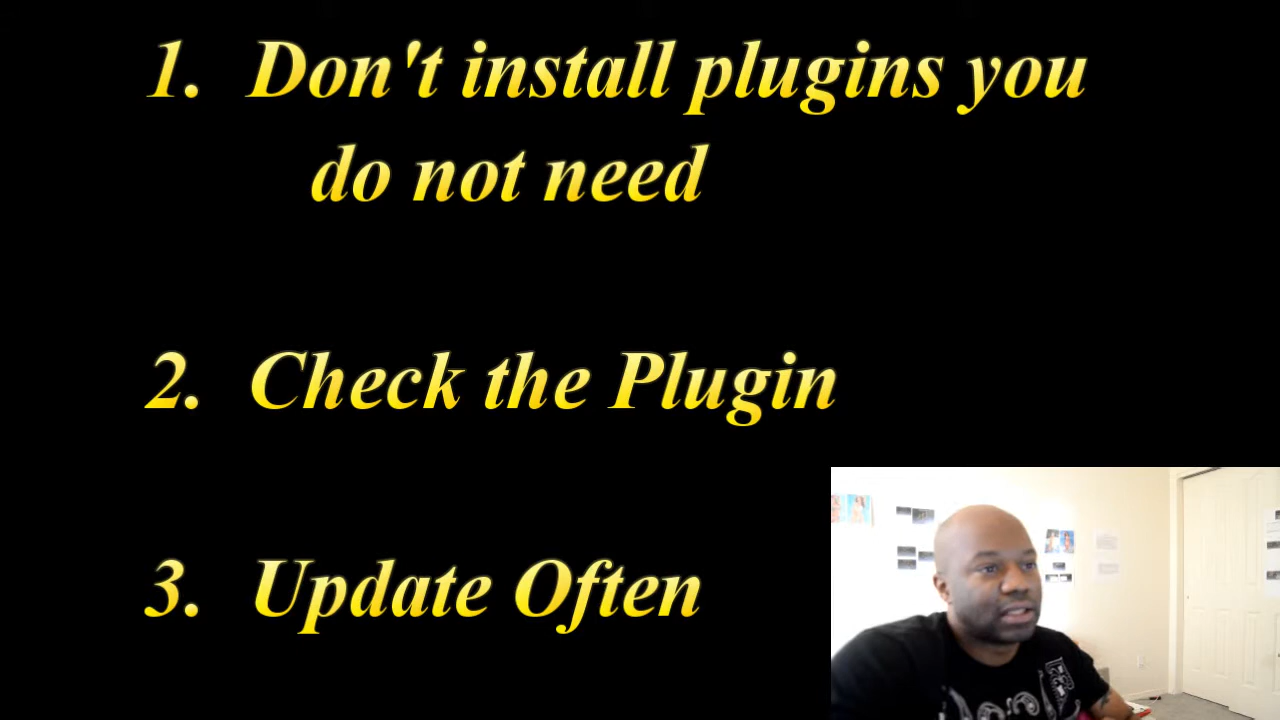 1. Don't install plugins you
do not need
2. Check the Plugin
3. Update Often